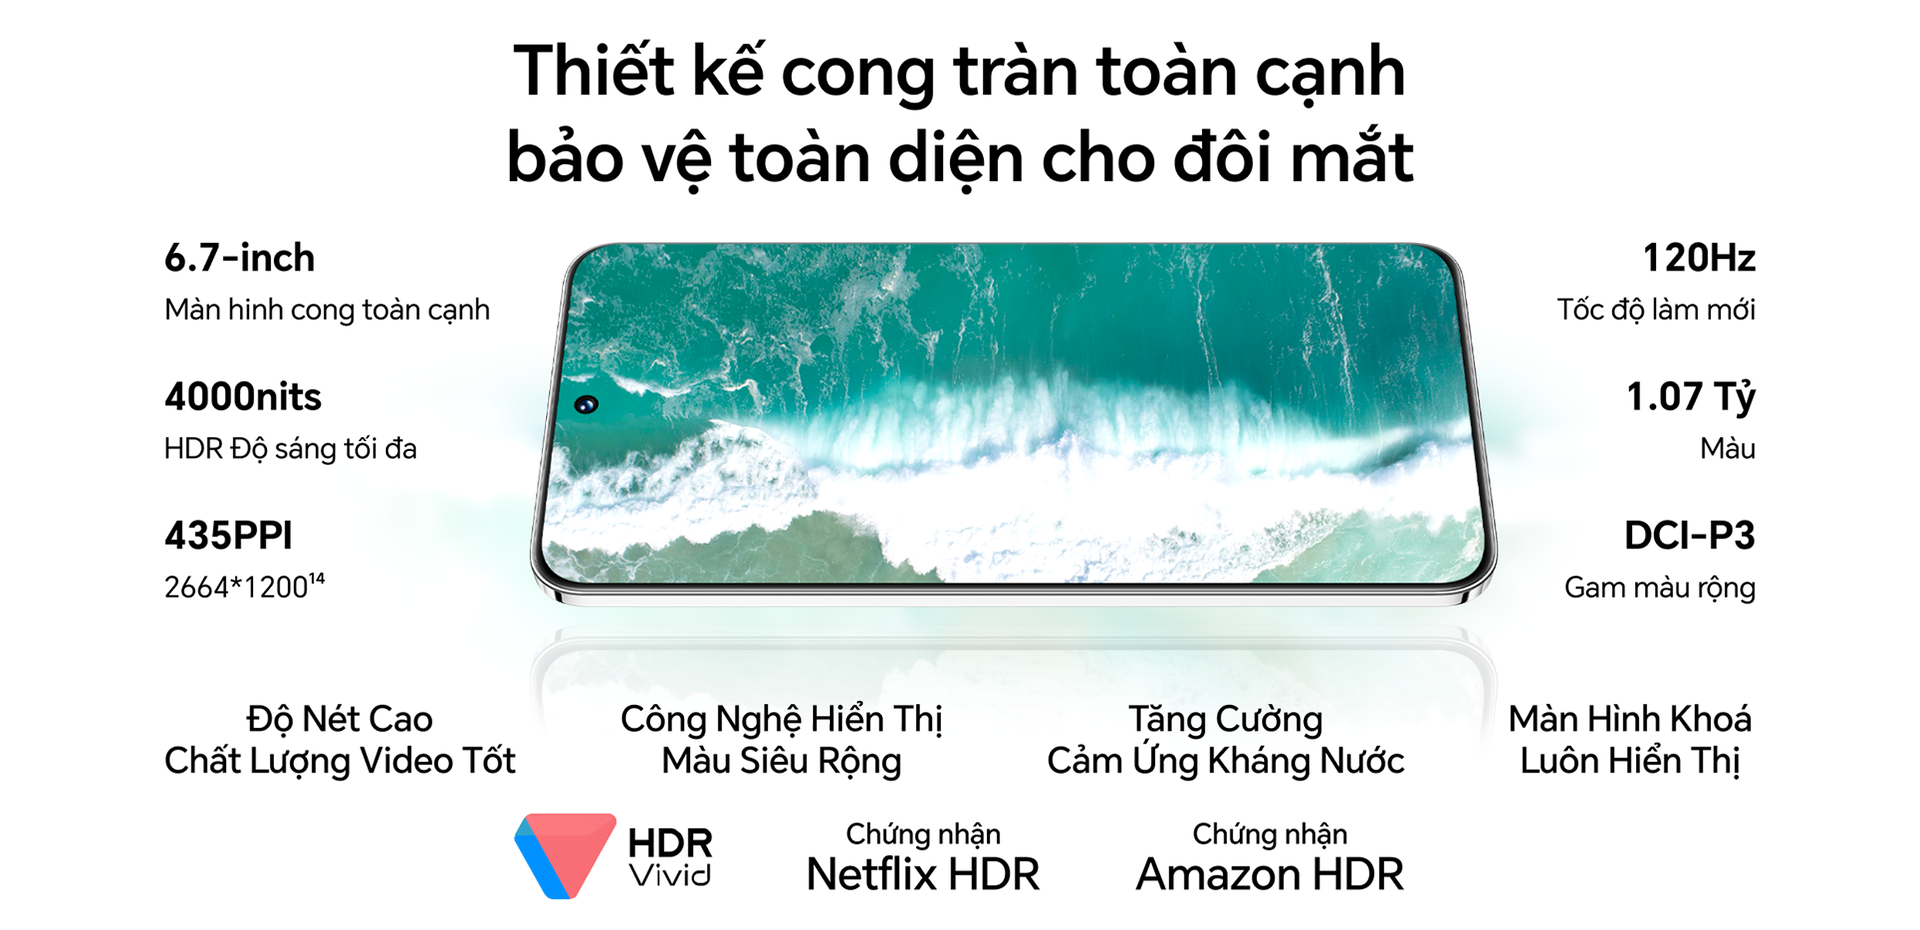 Thiết kế cong tràn toàn cạnh
bảo vệ toàn diện cho đôi mắt
6.7-inch
Màn hinh cong toàn cạnh
4000nits
HDR Độ sáng tối đa
435PPI
2664*1200¹⁴
120Hz
Tốc độ làm mới
1.07 Tỷ
Màu
DCI-P3
Gam màu rộng
Độ Nét Cao
Chất Lượng Video Tốt
Công Nghệ Hiển Thị
Màu Siêu Rộng
Tăng Cường
Cảm Ứng Kháng Nước
Màn Hình Khoá
Luôn Hiển Thị
HDR
Vivid
Chứng nhận
Netflix HDR
Chứng nhận
Amazon HDR